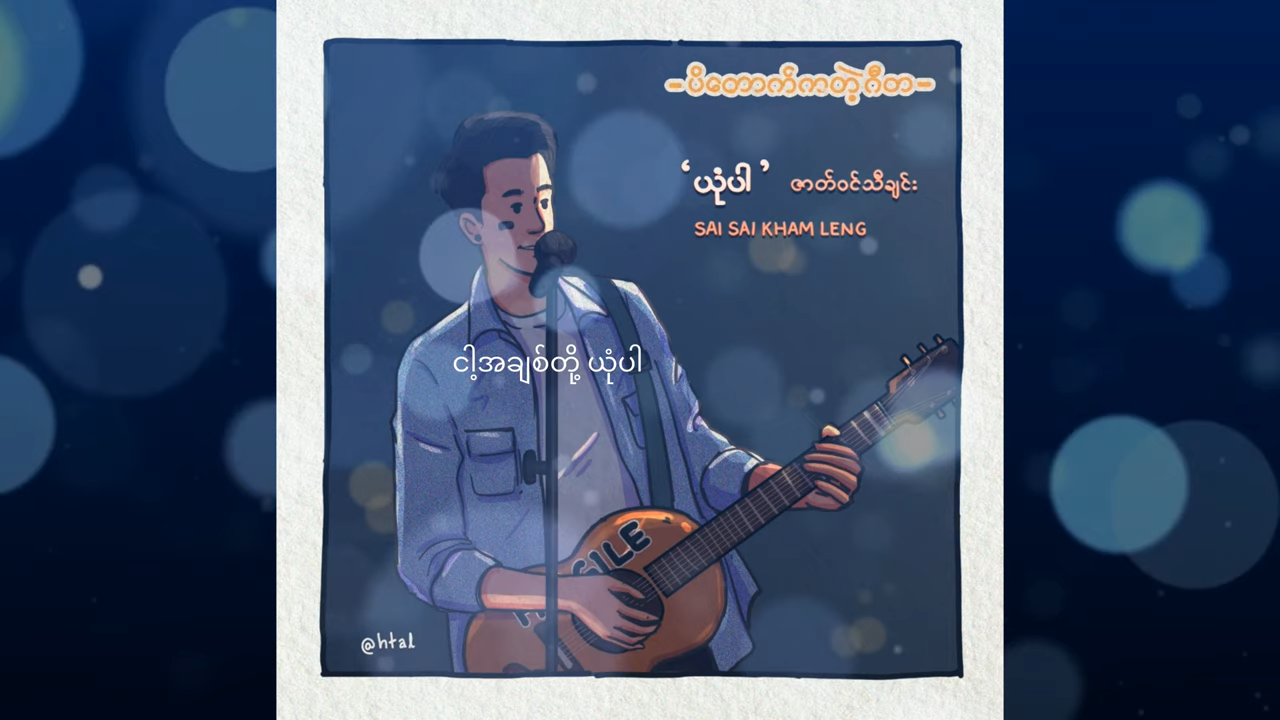 -ပိတောက်ကတဲ့ဂီတ-
‘ယုံပါ’ ဇာတ်ဝင်သီချင်း
SAI SAI KHAM LENG
ငါ့အချစ်တို့ ယုံပါ
GILE
@htal